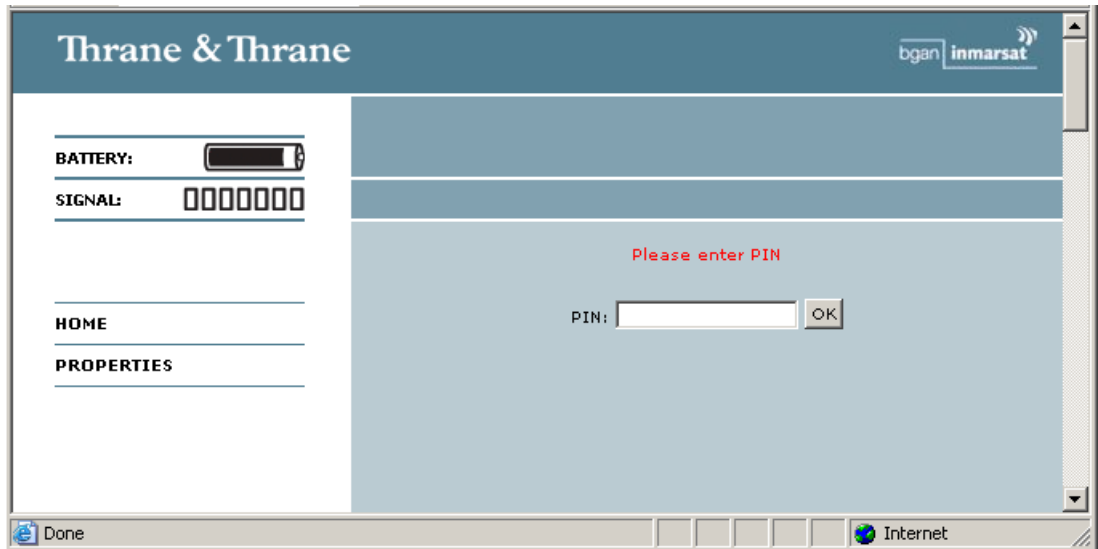 Thrane & Thrane
bgan inmarsat
BATTERY:
SIGNAL:
Please enter PIN
PIN: OK
HOME
PROPERTIES
Done Internet